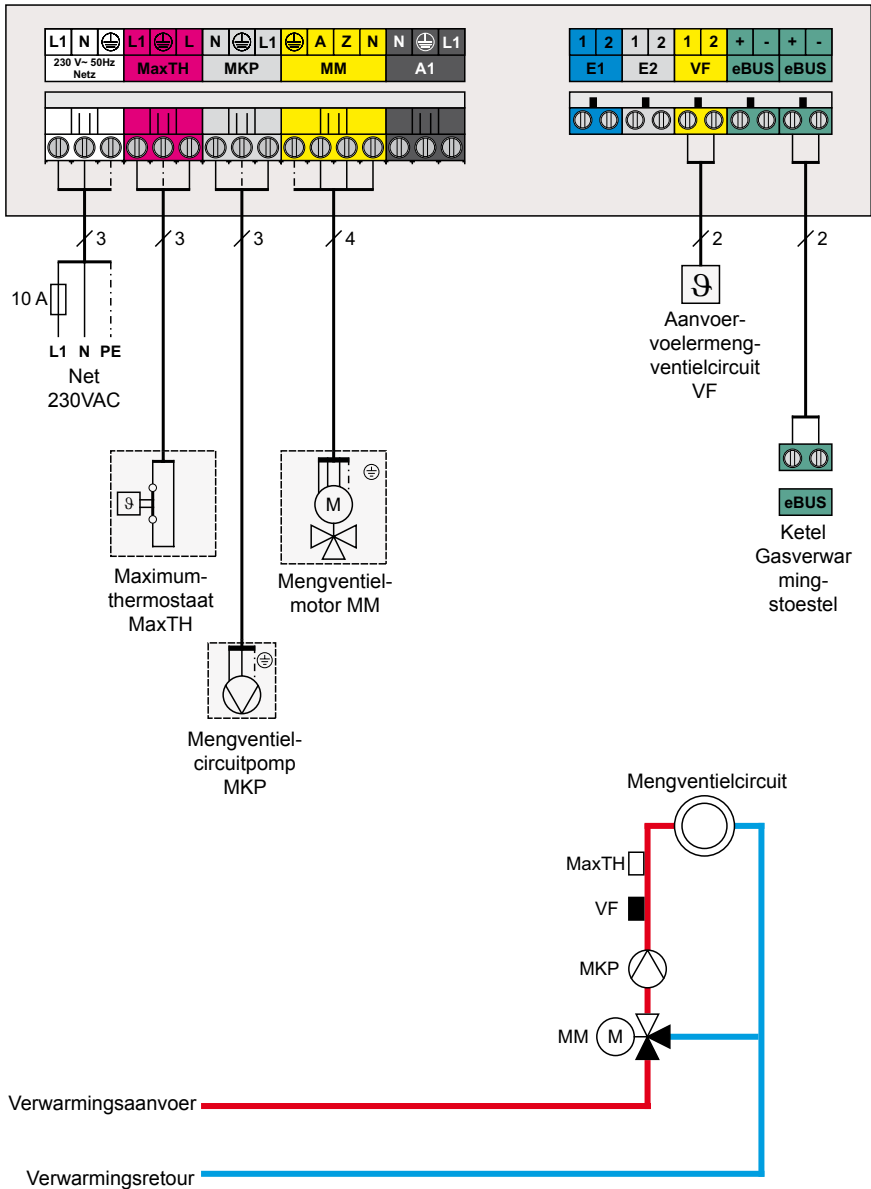 L1 N L1 L N L1 A Z N N L1
230 V~ 50Hz
Netz
MaxTH MKP MM A1
1 2 1 2 1 2 + - + -
E1 E2 VF eBUS eBUS
3 3 3 4 2 2
10 A
L1 N PE
Net
230VAC
ϑ
Aanvoer-
voelermeng-
ventielcircuit
VF
ϑ
Maximum-
thermostaat
MaxTH
M
Mengventiel-
motor MM
eBUS
Ketel
Gasverwar
ming-
stoestel
Mengventiel-
circuitpomp
MKP
Mengventielcircuit
MaxTH
VF
MKP
MM M
Verwarmingsaanvoer
Verwarmingsretour